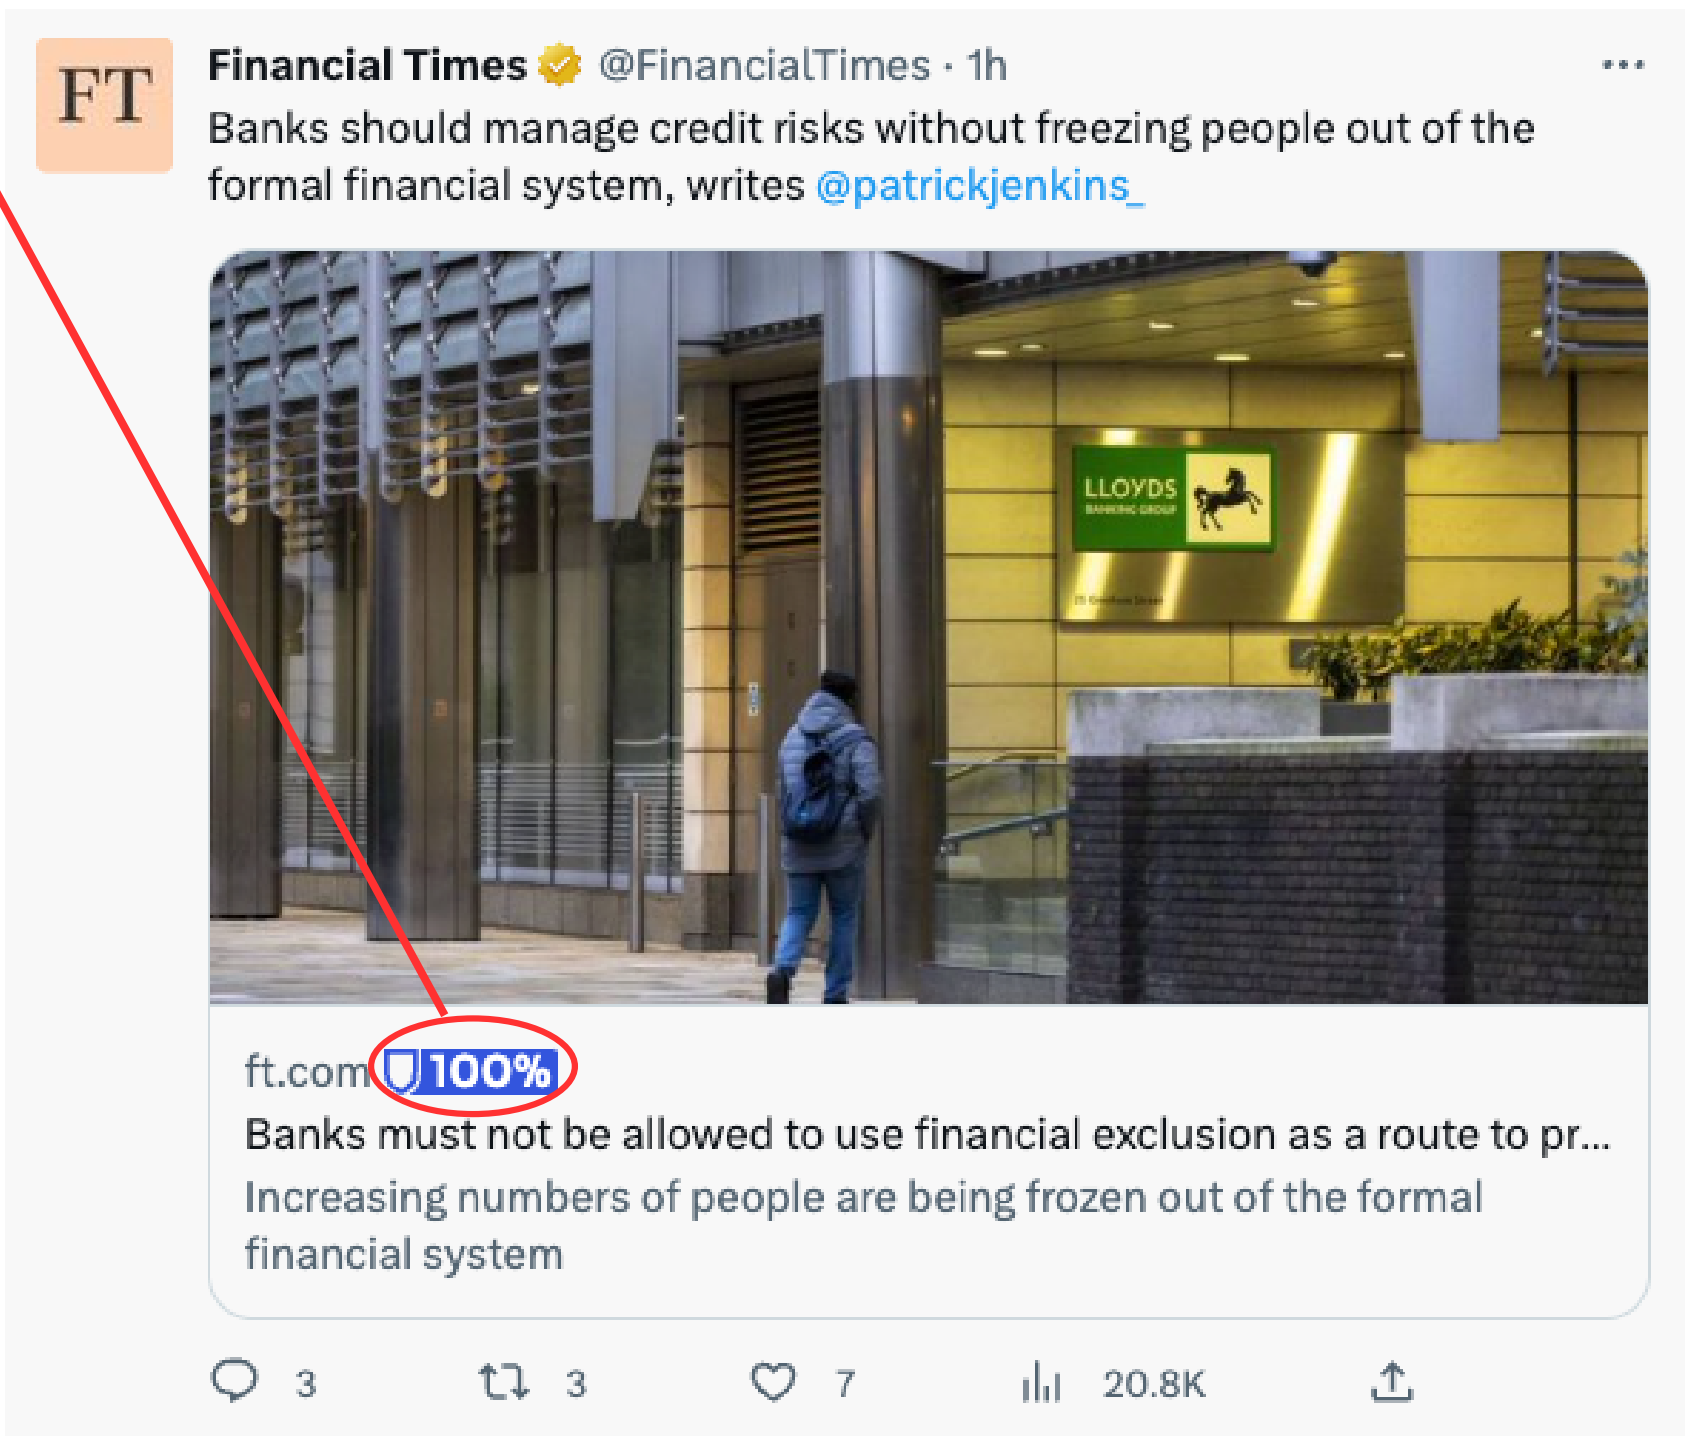 FT
Financial Times @FinancialTimes · 1h
Banks should manage credit risks without freezing people out of the
formal financial system, writes @patrickjenkins_
LLOYDS
BANKING GROUP
ft.com 100%
Banks must not be allowed to use financial exclusion as a route to pr...
Increasing numbers of people are being frozen out of the formal
financial system
3 3 7 20.8K